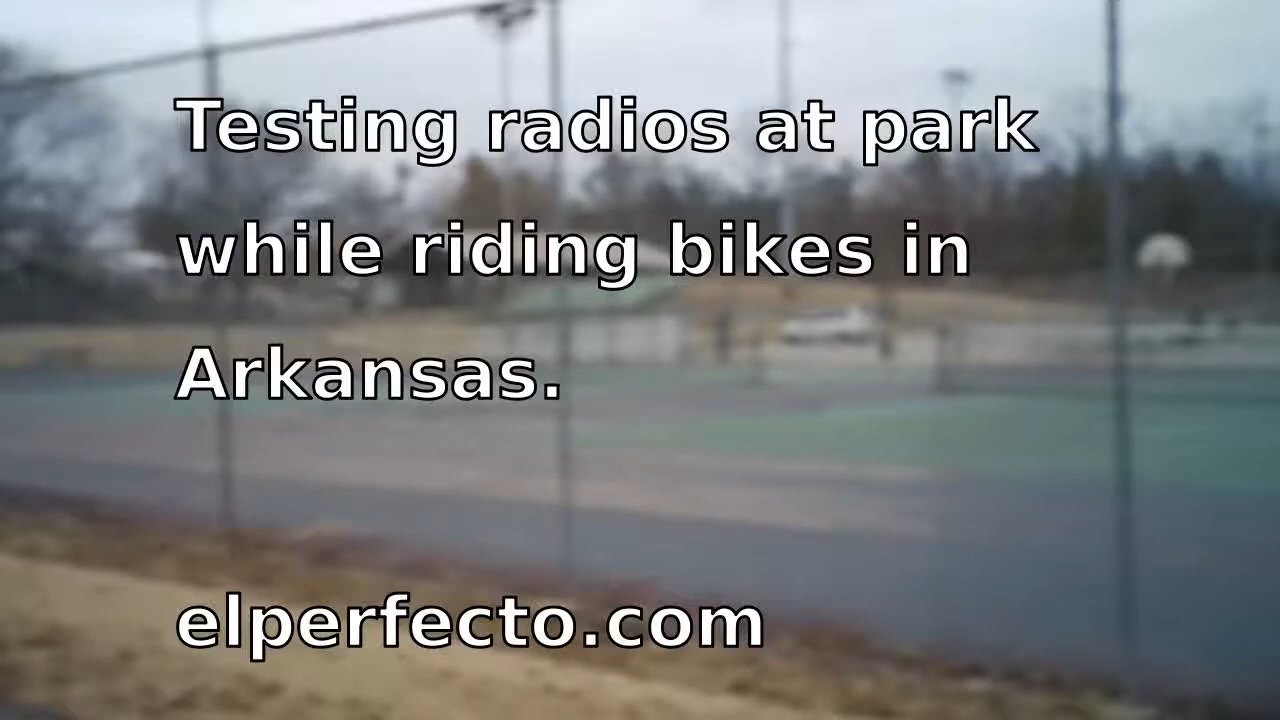 Testing radios at park
while riding bikes in
Arkansas.
elperfecto.com